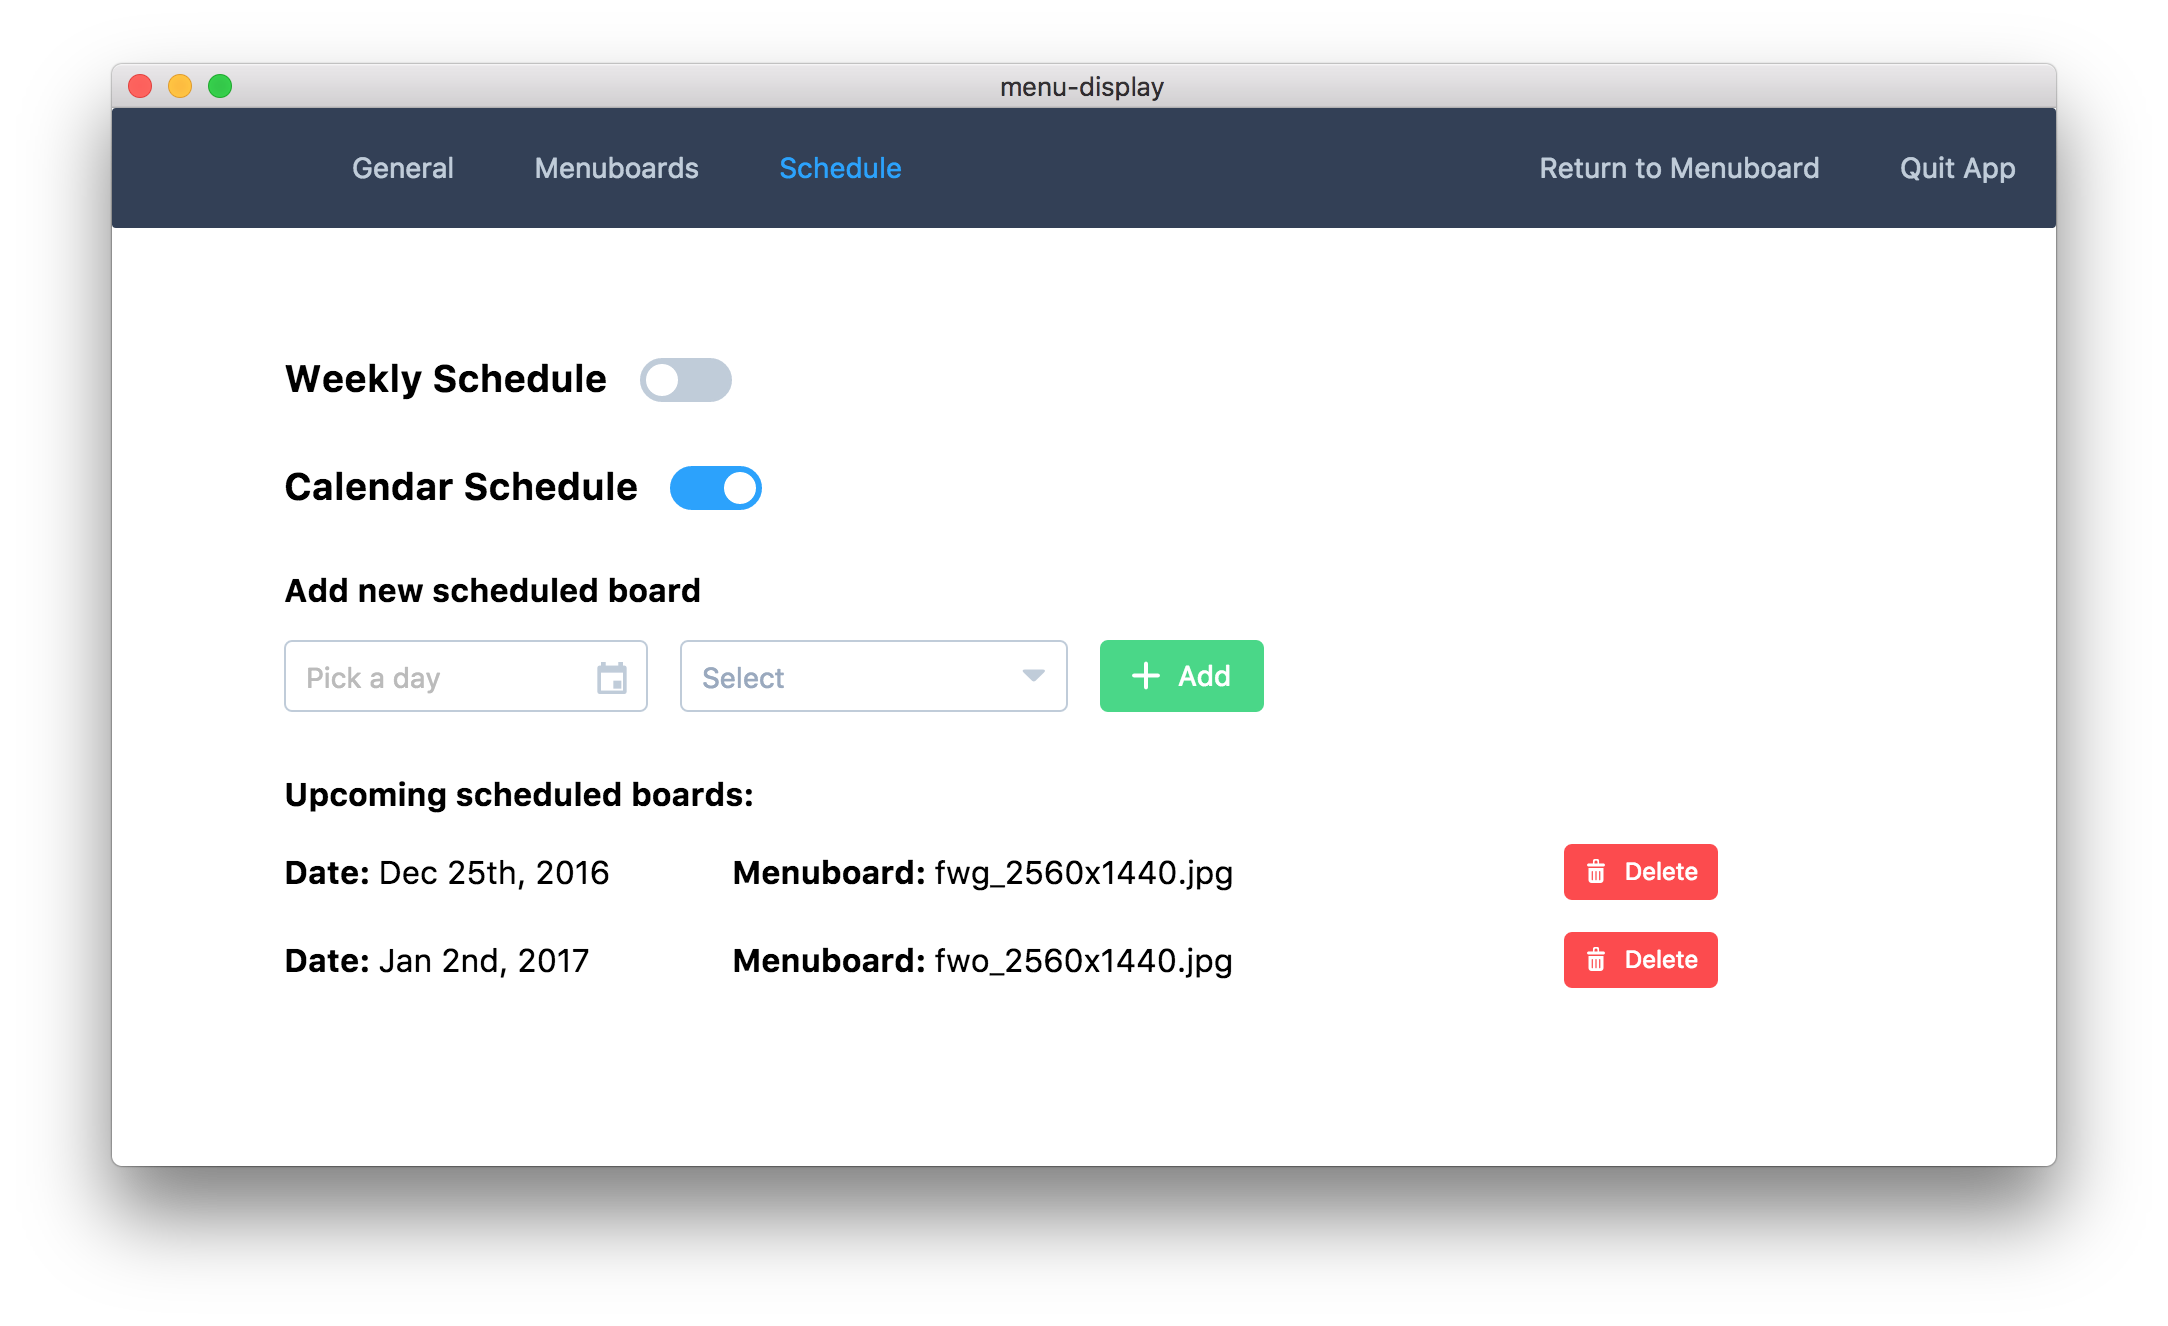 menu-display
General Menuboards Schedule Return to Menuboard Quit App
Weekly Schedule
Calendar Schedule
Add new scheduled board
Pick a day Select Add
Upcoming scheduled boards:
Date: Dec 25th, 2016 Menuboard: fwg_2560x1440.jpg Delete
Date: Jan 2nd, 2017 Menuboard: fwo_2560x1440.jpg Delete